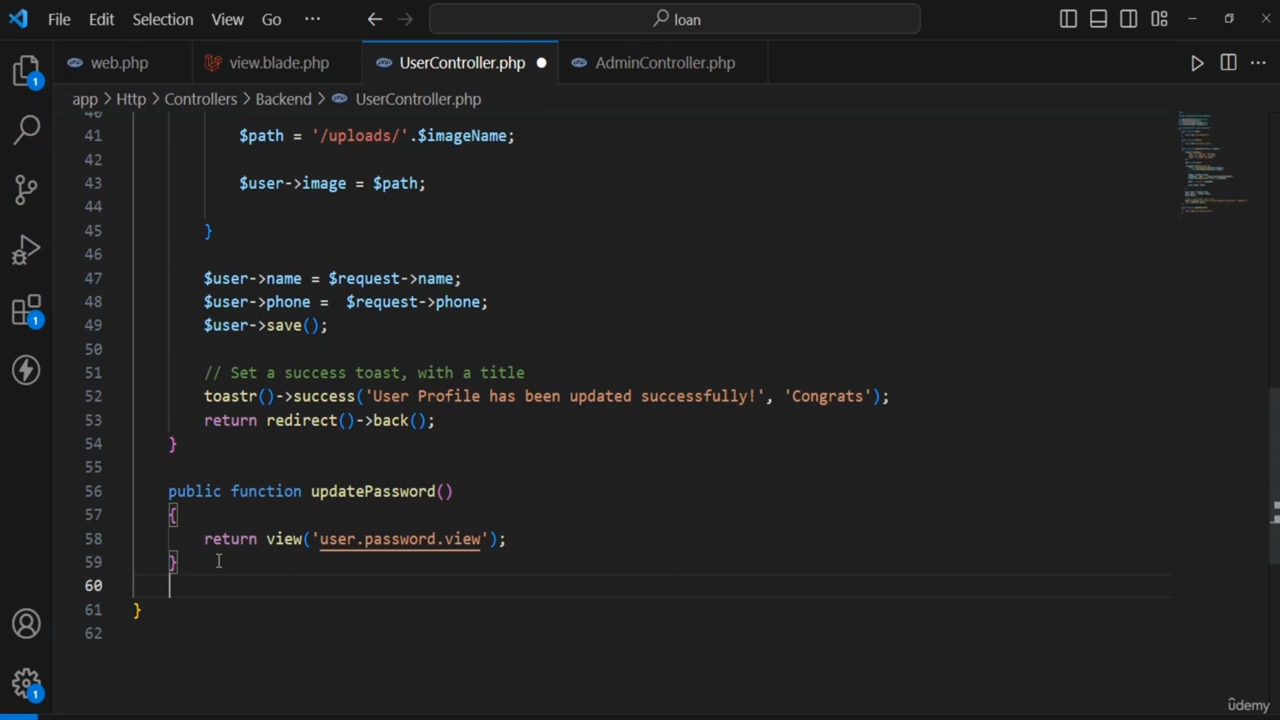 File Edit Selection View Go ··· loan
web.php view.blade.php UserController.php AdminController.php
app > Http > Controllers > Backend > UserController.php
40
41 $path = '/uploads/'.$imageName;
42
43 $user->image = $path;
44
45 }
46
47 $user->name = $request->name;
48 $user->phone =  $request->phone;
49 $user->save();
50
51 // Set a success toast, with a title
52 toastr()->success('User Profile has been updated successfully!', 'Congrats');
53 return redirect()->back();
54 }
55
56 public function updatePassword()
57 {
58 return view('user.password.view');
59 }
60
61 }
62
1
1
1
ûdemy